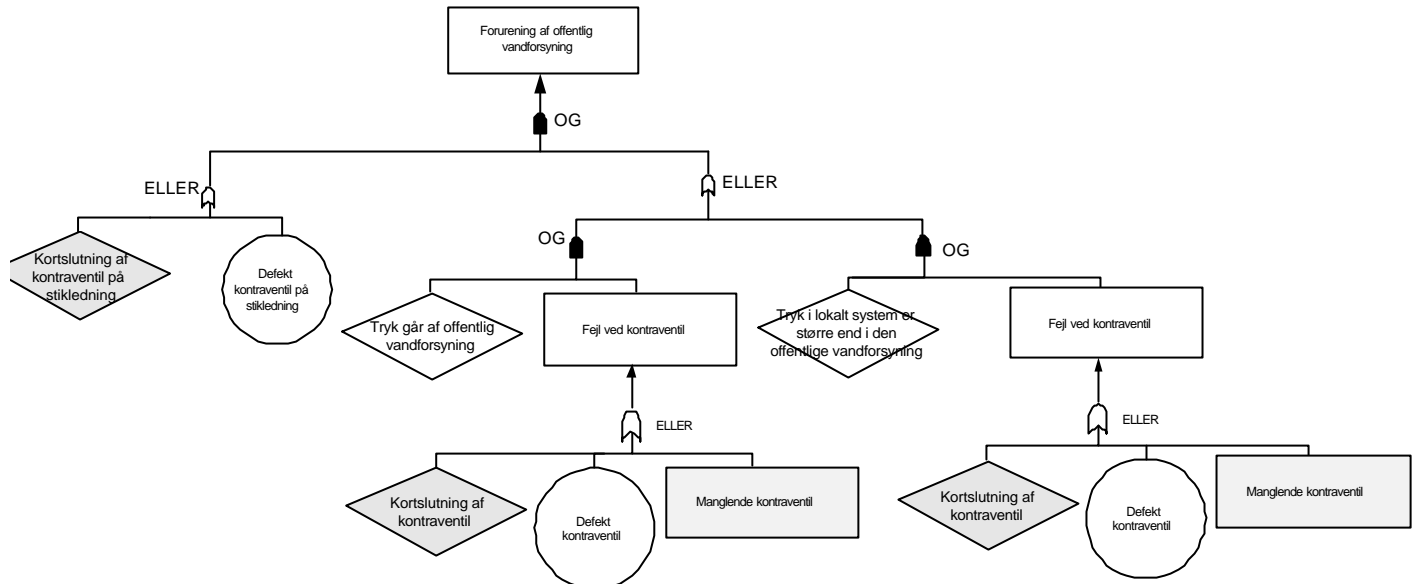 Forurening af offentlig
vandforsyning
OG
ELLER
ELLER
Kortslutning af
kontraventil på
stikledning
Defekt
kontraventil på
stikledning
OG
OG
Tryk går af offentlig
vandforsyning
Fejl ved kontraventil
Tryk i lokalt system er
større end i den
offentlige vandforsyning
Fejl ved kontraventil
ELLER
ELLER
Kortslutning af
kontraventil
Defekt
kontraventil
Manglende kontraventil
Kortslutning af
kontraventil
Defekt
kontraventil
Manglende kontraventil